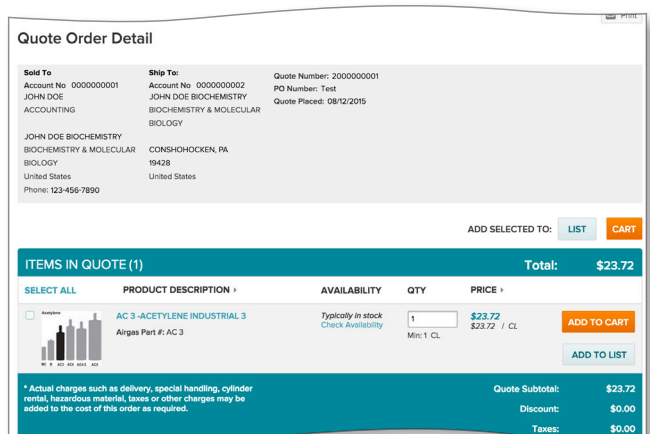 Print
Quote Order Detail
Sold To
Account No 0000000001
JOHN DOE
ACCOUNTING
JOHN DOE BIOCHEMISTRY
BIOCHEMISTRY & MOLECULAR
BIOLOGY
United States
Phone: 123-456-7890
Ship To:
Account No 0000000002
JOHN DOE BIOCHEMISTRY
BIOCHEMISTRY & MOLECULAR
BIOLOGY
CONSHOHOCKEN, PA
19428
United States
Quote Number: 2000000001
PO Number: Test
Quote Placed: 08/12/2015
ADD SELECTED TO: LIST CART
ITEMS IN QUOTE (1) Total: $23.72
SELECT ALL PRODUCT DESCRIPTION AVAILABILITY QTY PRICE
Acetylene
MC B AC2 AC4 AC4.5 AC5
AC 3 -ACETYLENE INDUSTRIAL 3
Airgas Part #: AC 3
Typically in stock
Check Availability
1
Min: 1 CL
$23.72
$23.72 / CL
ADD TO CART
ADD TO LIST
* Actual charges such as delivery, special handling, cylinder
rental, hazardous material, taxes or other charges may be
added to the cost of this order as required.
Quote Subtotal: $23.72
Discount: $0.00
Taxes: $0.00